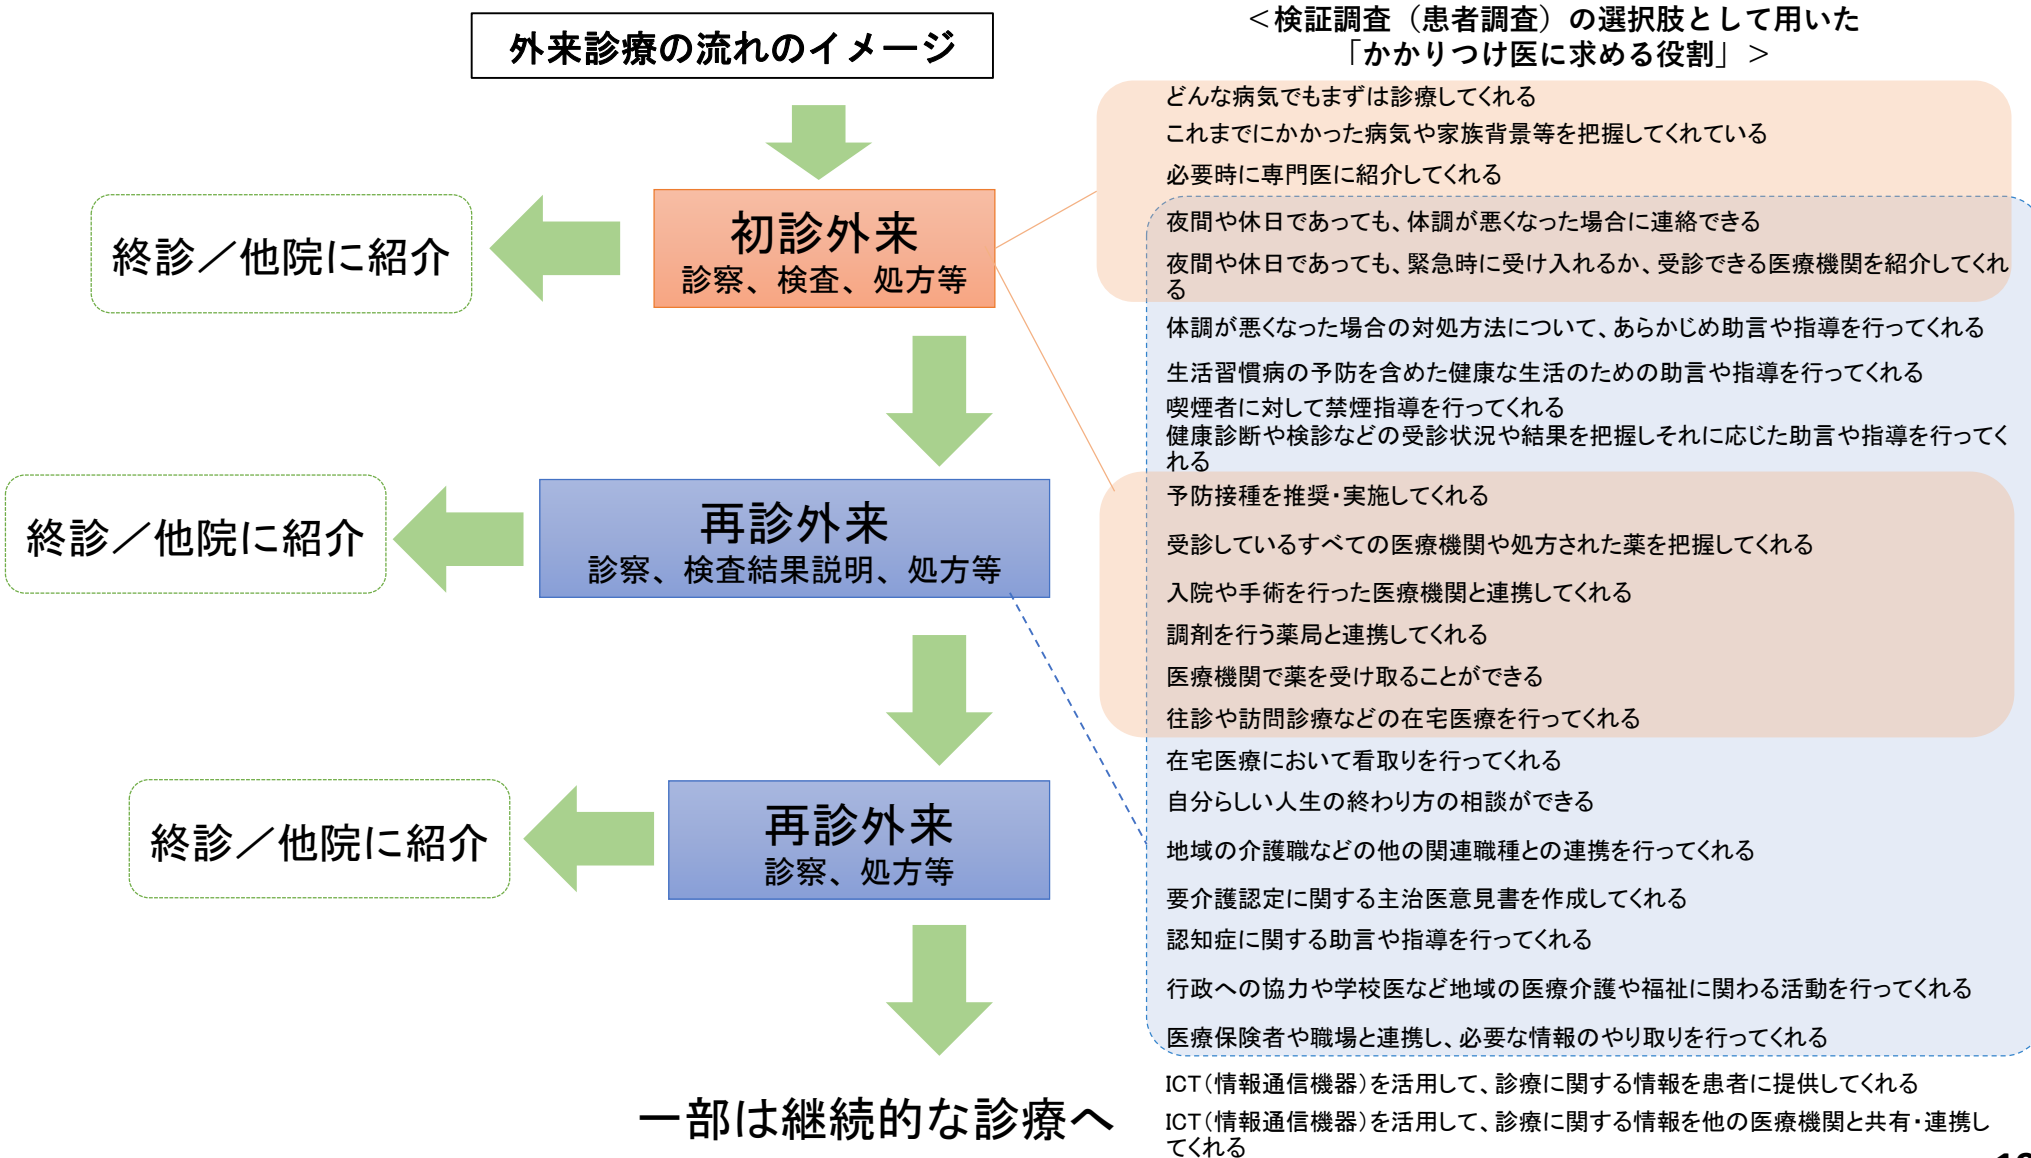 外来診療の流れのイメージ
初診外来
診察、検査、処方等
終診／他院に紹介
再診外来
診察、検査結果説明、処方等
終診／他院に紹介
再診外来
診察、処方等
終診／他院に紹介
一部は継続的な診療へ
＜検証調査（患者調査）の選択肢として用いた
「かかりつけ医に求める役割」＞
どんな病気でもまずは診療してくれる
これまでにかかった病気や家族背景等を把握してくれている
必要時に専門医に紹介してくれる
夜間や休日であっても、体調が悪くなった場合に連絡できる
夜間や休日であっても、緊急時に受け入れるか、受診できる医療機関を紹介してくれ
る
体調が悪くなった場合の対処方法について、あらかじめ助言や指導を行ってくれる
生活習慣病の予防を含めた健康な生活のための助言や指導を行ってくれる
喫煙者に対して禁煙指導を行ってくれる
健康診断や検診などの受診状況や結果を把握しそれに応じた助言や指導を行ってく
れる
予防接種を推奨・実施してくれる
受診しているすべての医療機関や処方された薬を把握してくれる
入院や手術を行った医療機関と連携してくれる
調剤を行う薬局と連携してくれる
医療機関で薬を受け取ることができる
往診や訪問診療などの在宅医療を行ってくれる
在宅医療において看取りを行ってくれる
自分らしい人生の終わり方の相談ができる
地域の介護職などの他の関連職種との連携を行ってくれる
要介護認定に関する主治医意見書を作成してくれる
認知症に関する助言や指導を行ってくれる
行政への協力や学校医など地域の医療介護や福祉に関わる活動を行ってくれる
医療保険者や職場と連携し、必要な情報のやり取りを行ってくれる
ICT（情報通信機器）を活用して、診療に関する情報を患者に提供してくれる
ICT（情報通信機器）を活用して、診療に関する情報を他の医療機関と共有・連携し
てくれる